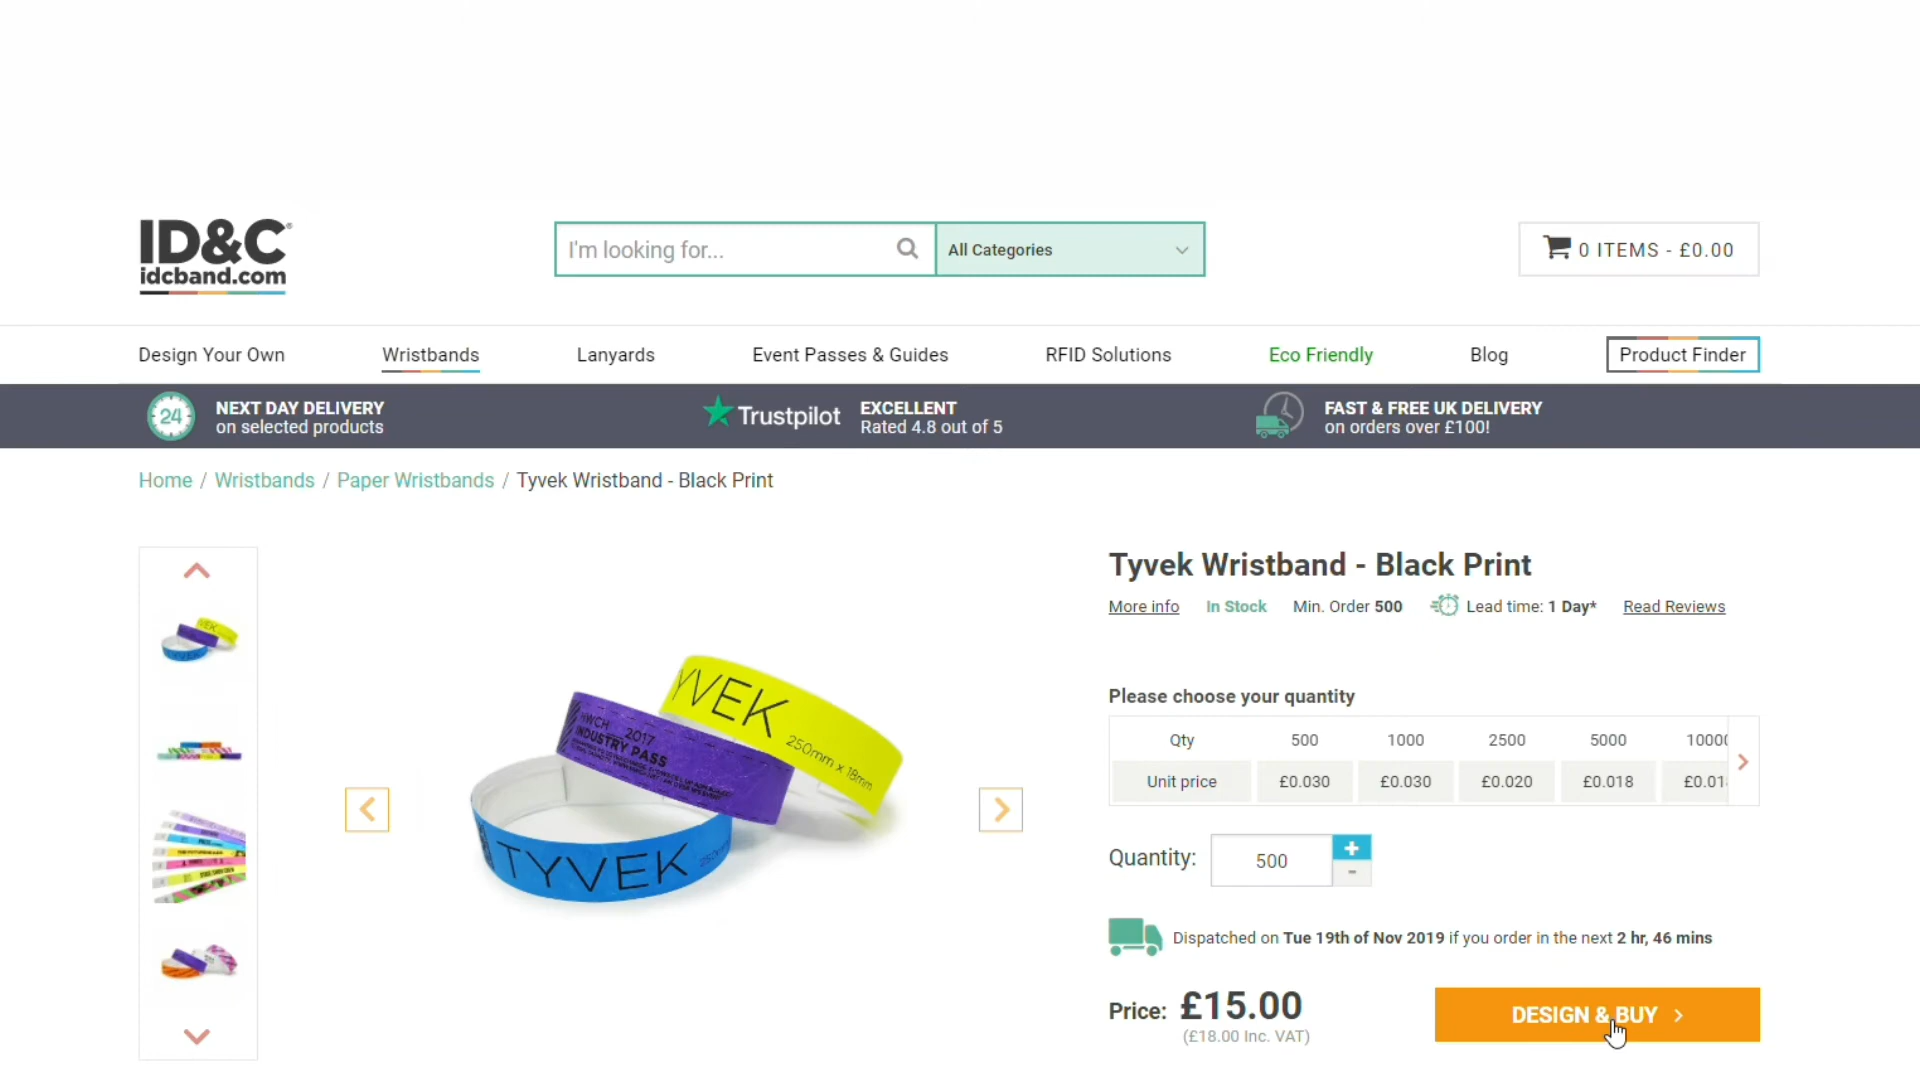 ID&C®
idcband.com
I'm looking for...
All Categories
0 ITEMS - £0.00
Design Your Own
Wristbands
Lanyards
Event Passes & Guides
RFID Solutions
Eco Friendly
Blog
Product Finder
24
NEXT DAY DELIVERY
on selected products
Trustpilot
EXCELLENT
Rated 4.8 out of 5
FAST & FREE UK DELIVERY
on orders over £100!
Home / Wristbands / Paper Wristbands / Tyvek Wristband - Black Print
Tyvek Wristband - Black Print
More info In Stock Min. Order 500 Lead time: 1 Day* Read Reviews
YVEK
250mm x 18mm
HWCH 2017
INDUSTRY PASS
TYVEK
Please choose your quantity
Qty 500 1000 2500 5000 10000
Unit price £0.030 £0.030 £0.020 £0.018 £0.01
Quantity: 500 + -
Dispatched on Tue 19th of Nov 2019 if you order in the next 2 hr, 46 mins
Price: £15.00
(£18.00 Inc. VAT)
DESIGN & BUY